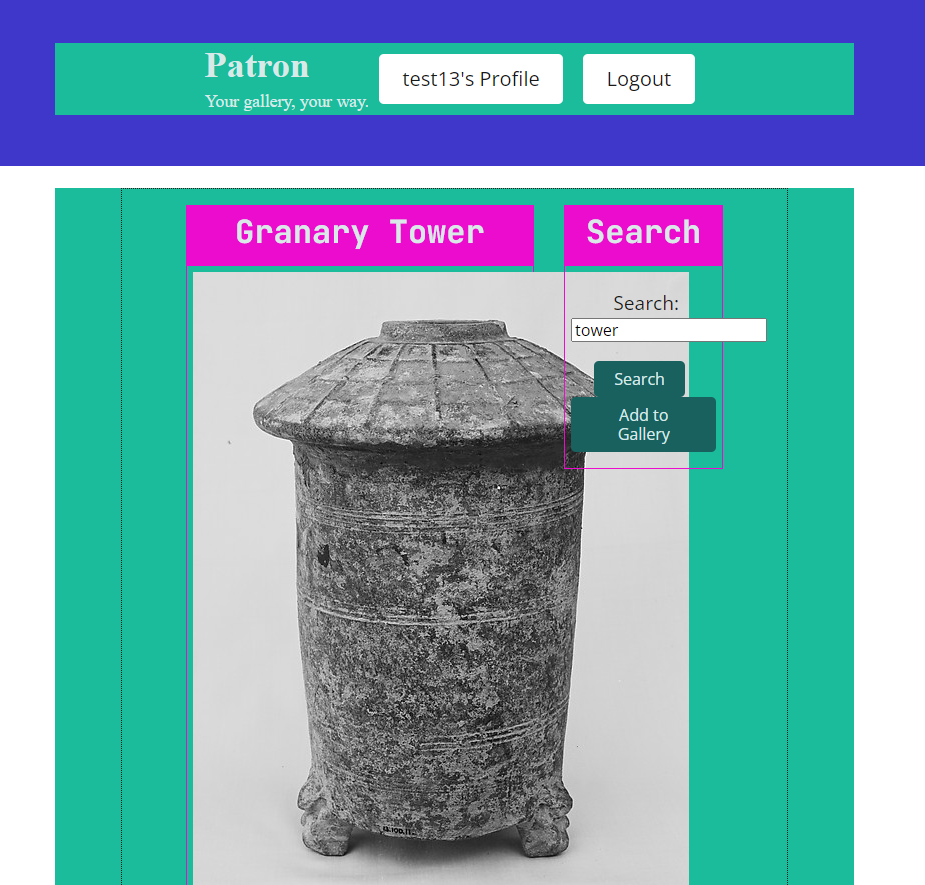 Patron
Your gallery, your way.
test13's Profile
Logout
Granary Tower
Search
Search:
tower
Search
Add to
Gallery